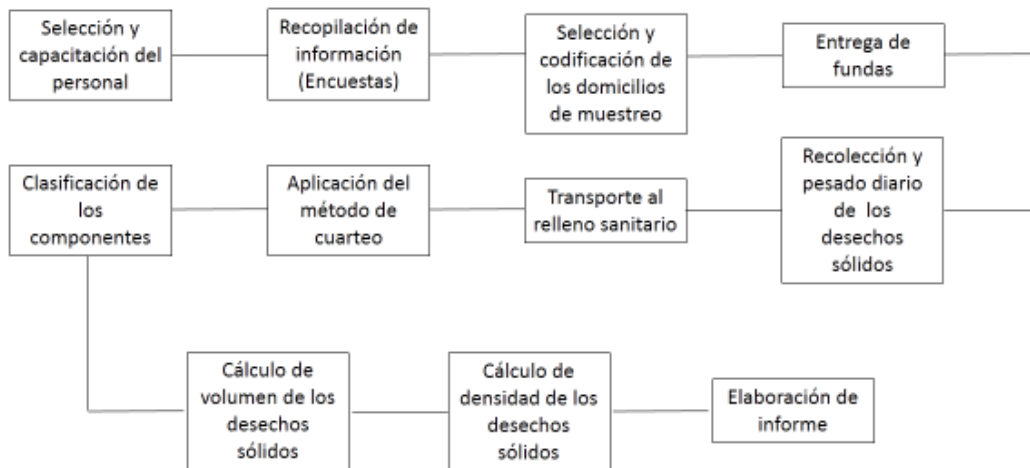 Selección y
capacitación del
personal
Recopilación de
información
(Encuestas)
Selección y
codificación de
los domicilios
de muestreo
Entrega de
fundas
Clasificación de
los
componentes
Aplicación del
método de
cuarteo
Transporte al
relleno sanitario
Recolección y
pesado diario
de los
desechos
sólidos
Cálculo de
volumen de los
desechos
sólidos
Cálculo de
densidad de los
desechos
sólidos
Elaboración de
informe